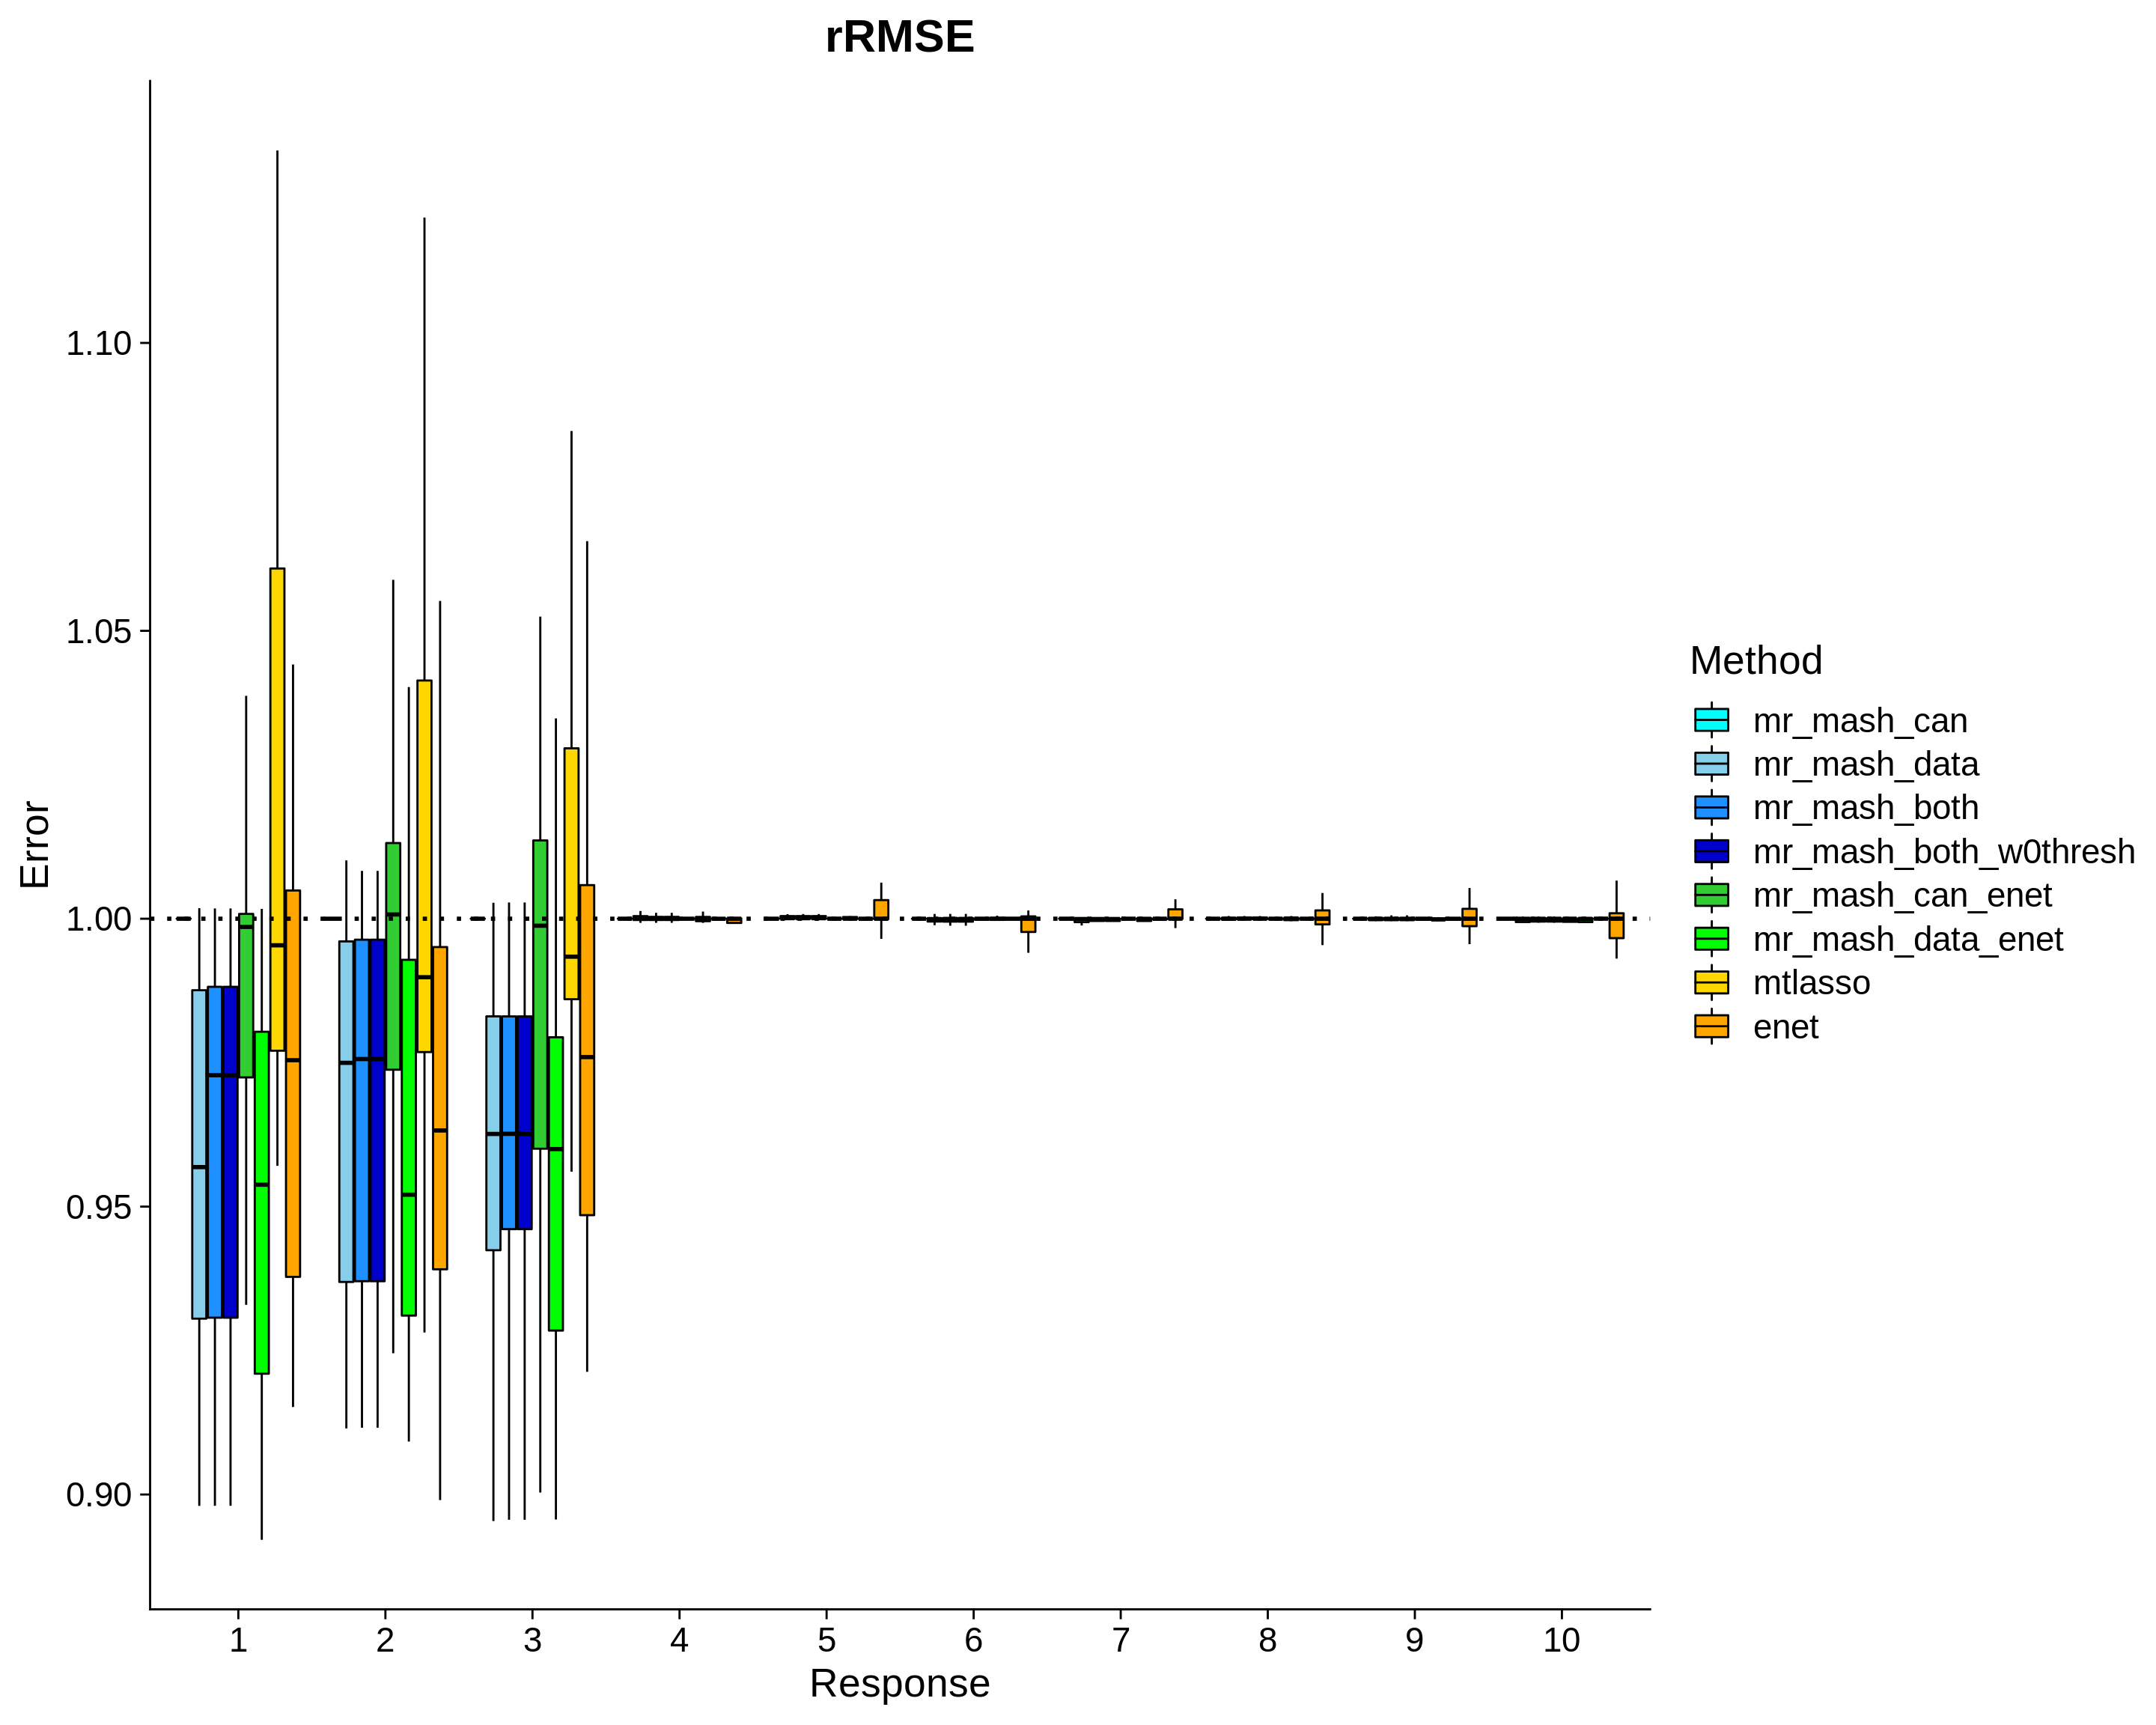 rRMSE
Error
1.10
1.05
1.00
0.95
0.90
1 2 3 4 5 6 7 8 9 10
Response
Method
mr_mash_can
mr_mash_data
mr_mash_both
mr_mash_both_w0thresh
mr_mash_can_enet
mr_mash_data_enet
mtlasso
enet